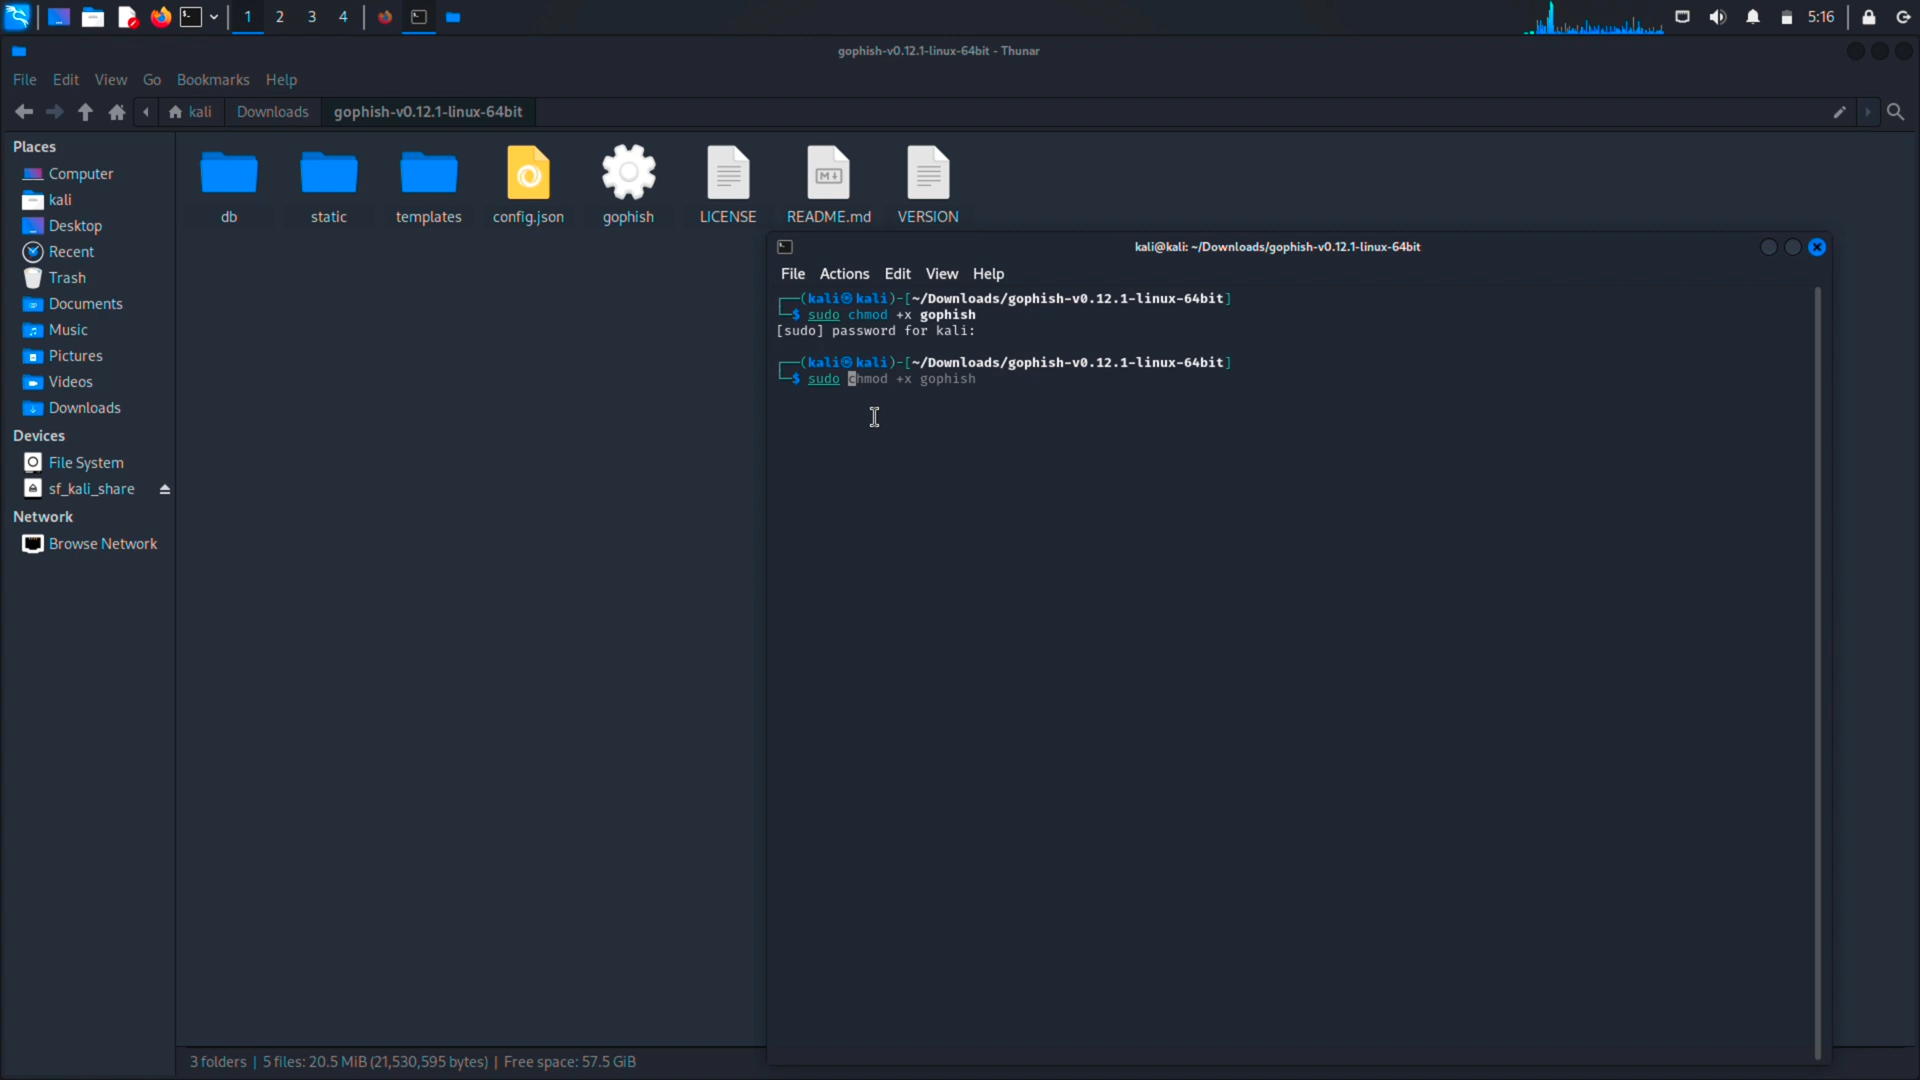 1 2 3 4 5:16
gophish-v0.12.1-linux-64bit - Thunar
File Edit View Go Bookmarks Help
kali Downloads gophish-v0.12.1-linux-64bit
Places
Computer
kali
Desktop
Recent
Trash
Documents
Music
Pictures
Videos
Downloads
Devices
File System
sf_kali_share
Network
Browse Network
db static templates config.json gophish LICENSE README.md VERSION
kali@kali: ~/Downloads/gophish-v0.12.1-linux-64bit
File Actions Edit View Help
┌──(kali㉿kali)-[~/Downloads/gophish-v0.12.1-linux-64bit]
└─$ sudo chmod +x gophish
[sudo] password for kali:
┌──(kali㉿kali)-[~/Downloads/gophish-v0.12.1-linux-64bit]
└─$ sudo chmod +x gophish
3 folders | 5 files: 20.5 MiB (21,530,595 bytes) | Free space: 57.5 GiB